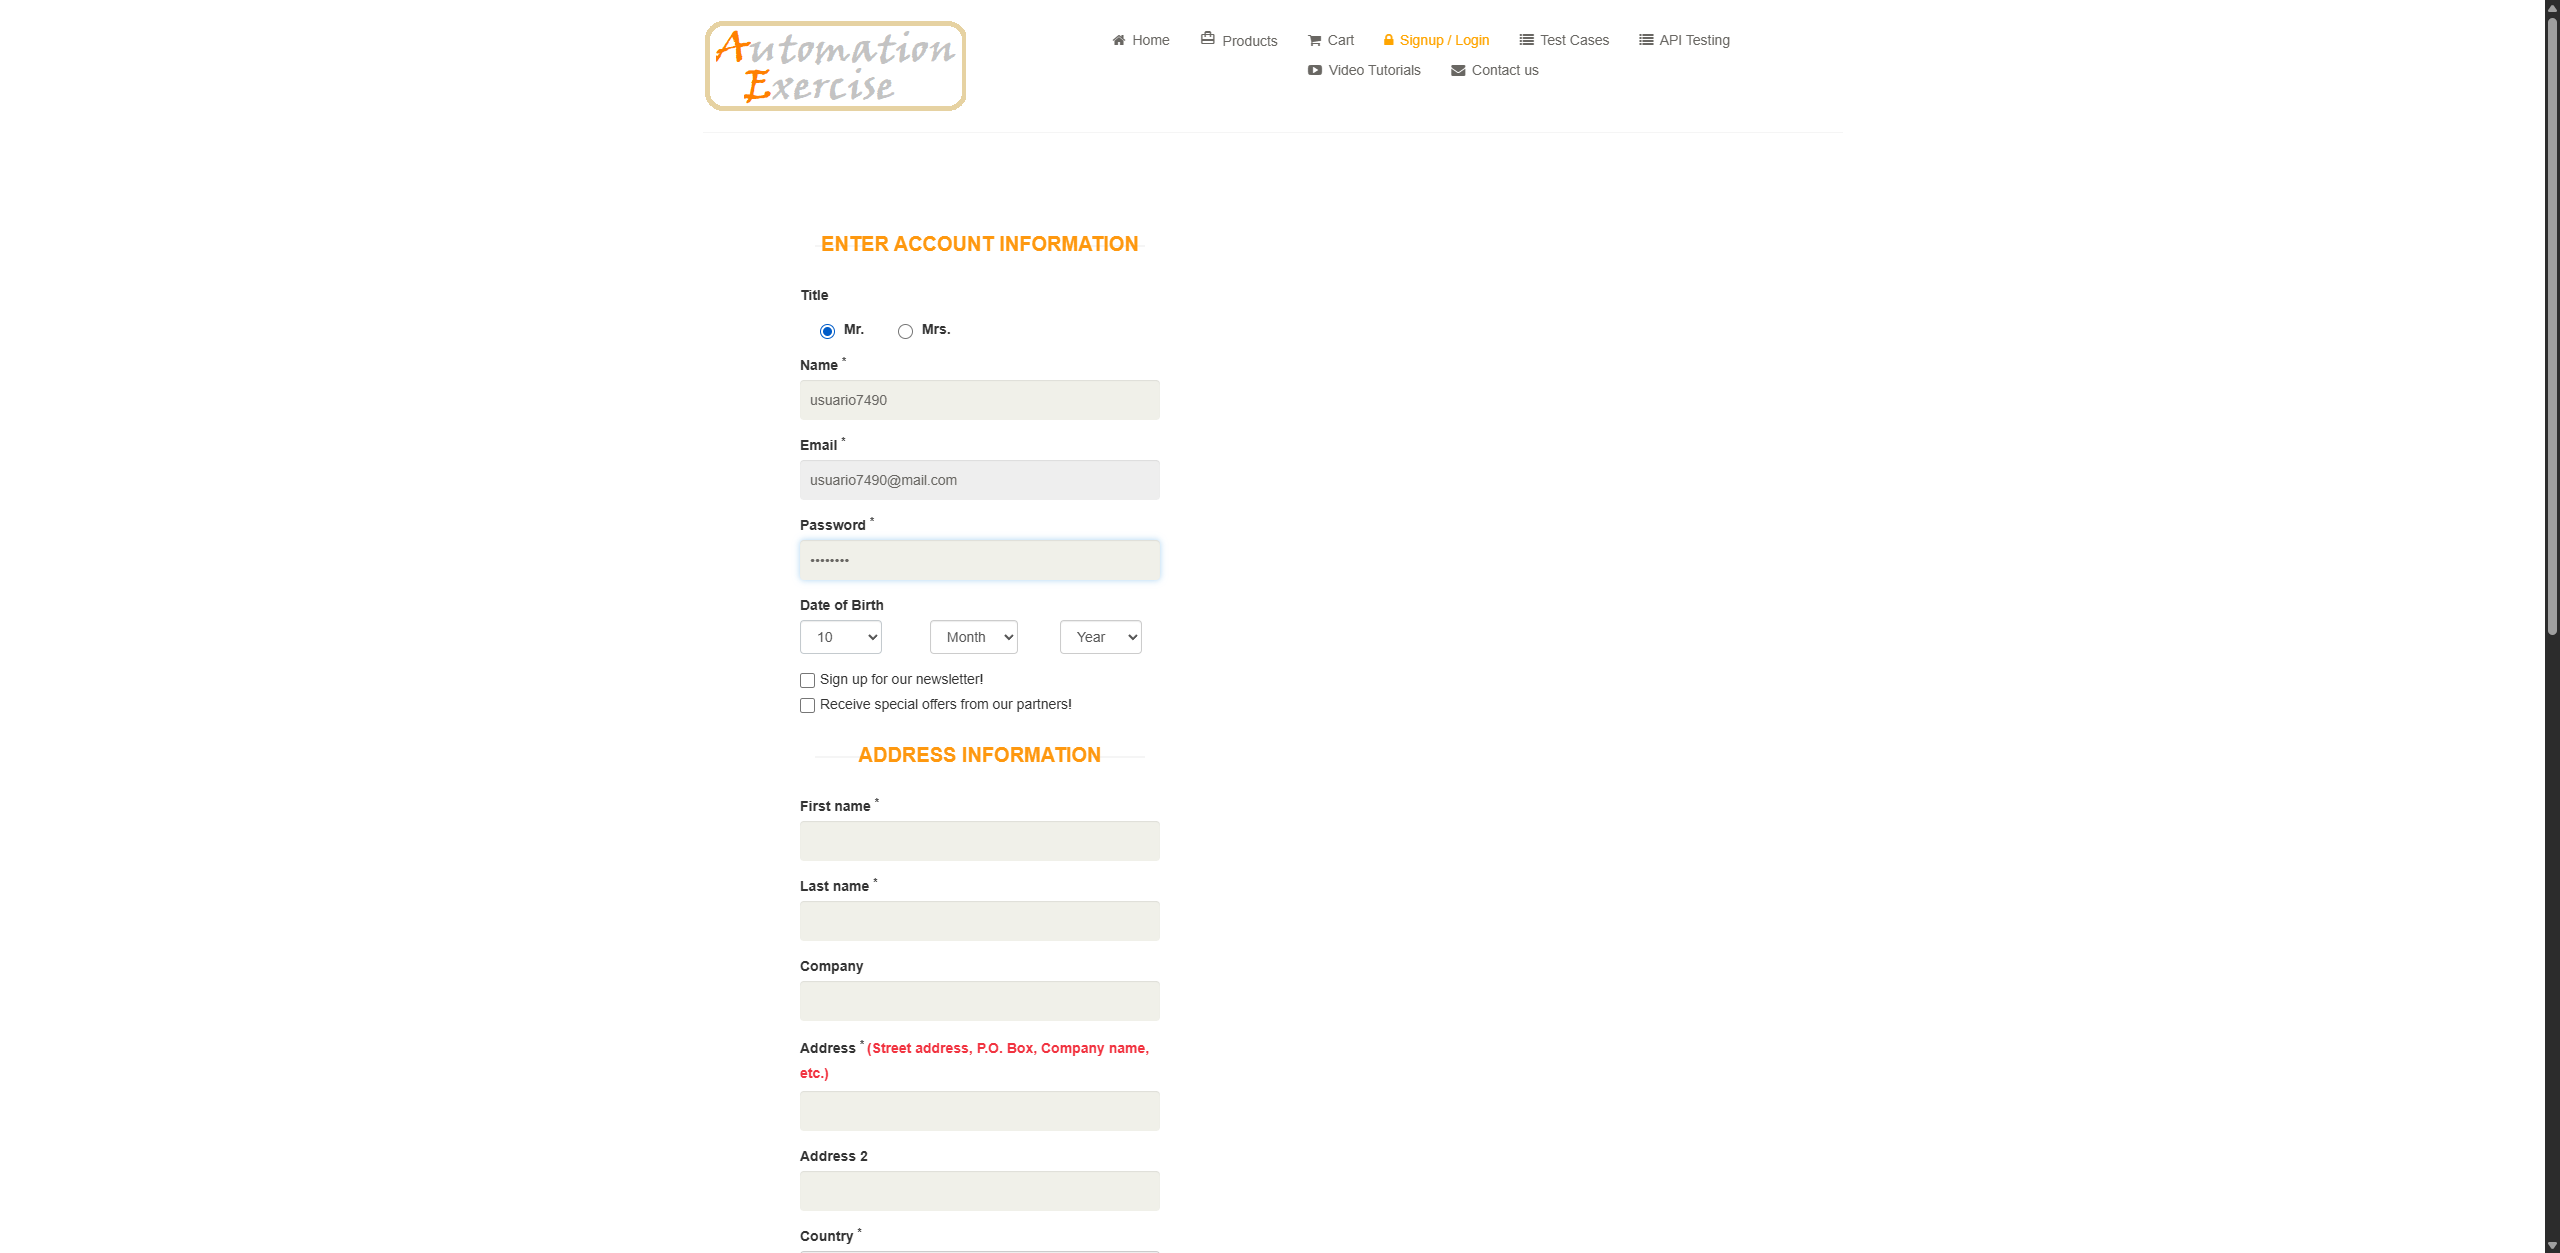 Automation
Exercise
Home
Products
Cart
Signup / Login
Test Cases
API Testing
Video Tutorials
Contact us
ENTER ACCOUNT INFORMATION
Title
Mr.
Mrs.
Name *
usuario7490
Email *
usuario7490@mail.com
Password *
••••••••
Date of Birth
10
Month
Year
Sign up for our newsletter!
Receive special offers from our partners!
ADDRESS INFORMATION
First name *
Last name *
Company
Address * (Street address, P.O. Box, Company name,
etc.)
Address 2
Country *